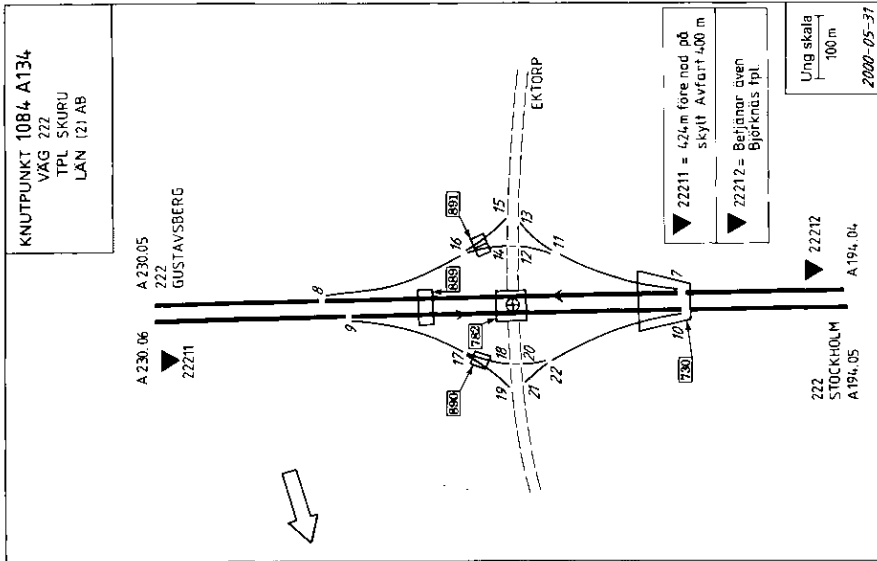 KNUTPUNKT 1084 A134
VÄG 222
TPL SKURU
LÄN (2) AB
A 230.05
222
GUSTAVSBERG
A 230.06
22211
8
9
889
891
16
15
14
13
12
11
EKTORP
782
17
18
890
19
20
21
22
7
10
730
22212
A 194.04
222
STOCKHOLM
A194.05
22211 = 424m före nod på
skylt Avfart 400 m
22212 = Betjänar även
Björknäs tpl.
Ung skala
100 m
2000-05-31